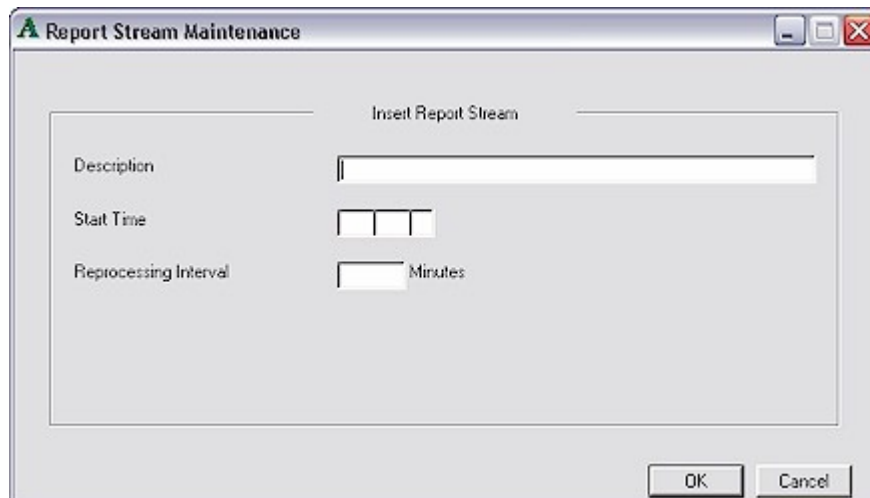 A Report Stream Maintenance
Insert Report Stream
Description
Start Time
Reprocessing Interval Minutes
OK Cancel